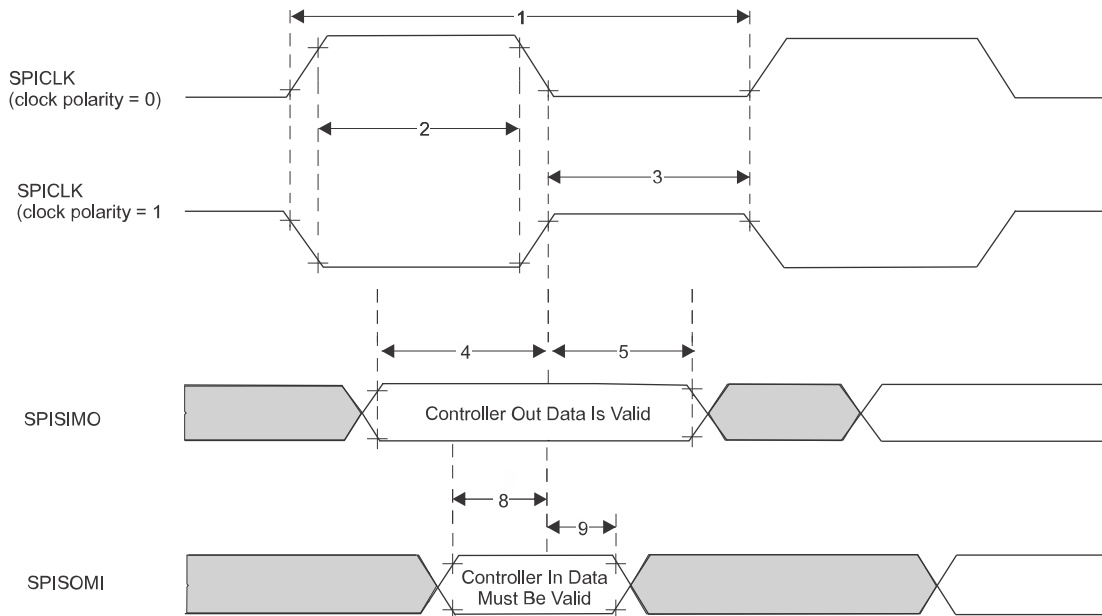 1
SPICLK
(clock polarity = 0)
2
3
SPICLK
(clock polarity = 1
4
5
SPISIMO
Controller Out Data Is Valid
8
9
SPISOMI
Controller In Data
Must Be Valid